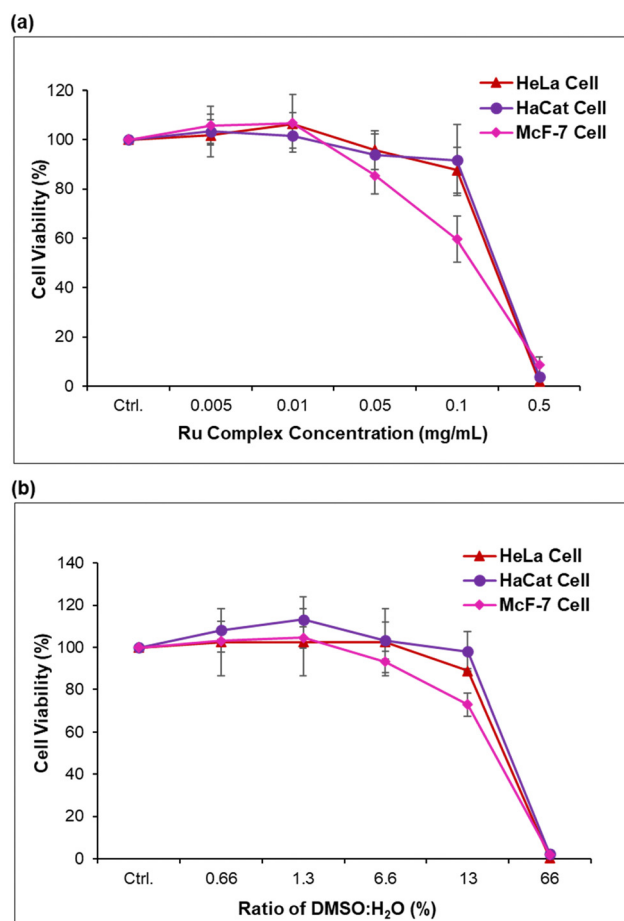 (a)
120
100
80
60
40
20
0
Cell Viability (%)
HeLa Cell
HaCat Cell
McF-7 Cell
Ctrl. 0.005 0.01 0.05 0.1 0.5
Ru Complex Concentration (mg/mL)
(b)
140
120
100
80
60
40
20
0
Cell Viability (%)
HeLa Cell
HaCat Cell
McF-7 Cell
Ctrl. 0.66 1.3 6.6 13 66
Ratio of DMSO:H₂O (%)